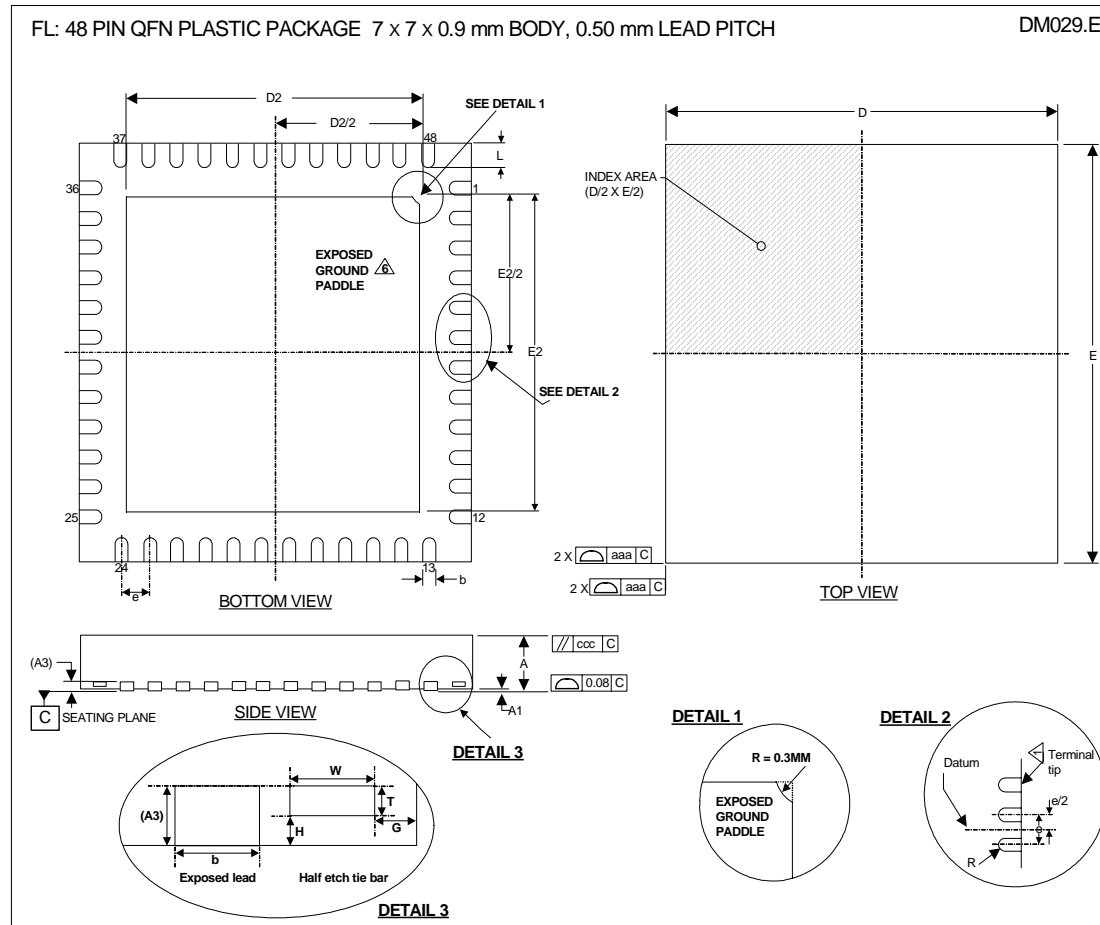 FL: 48 PIN QFN PLASTIC PACKAGE 7 x 7 x 0.9 mm BODY, 0.50 mm LEAD PITCH
DM029.E
D2
D2/2
SEE DETAIL 1
37
48
L
36
1
EXPOSED
GROUND
PADDLE
6
E2/2
E2
SEE DETAIL 2
25
12
24
13
e
b
BOTTOM VIEW
D
INDEX AREA
(D/2 X E/2)
E
2 X aaa C
2 X aaa C
TOP VIEW
(A3)
A
// ccc C
0.08 C
A1
C SEATING PLANE
SIDE VIEW
DETAIL 3
W
(A3)
T
H
G
b
Exposed lead
Half etch tie bar
DETAIL 3
DETAIL 1
R = 0.3MM
EXPOSED
GROUND
PADDLE
DETAIL 2
Datum
1
Terminal
tip
e/2
e
R